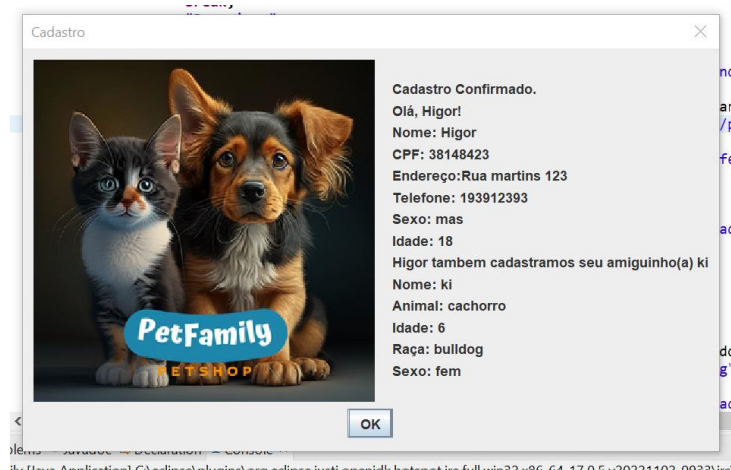 Cadastro
Cadastro Confirmado.
Olá, Higor!
Nome: Higor
CPF: 38148423
Endereço:Rua martins 123
Telefone: 193912393
Sexo: mas
Idade: 18
Higor tambem cadastramos seu amiguinho(a) ki
Nome: ki
Animal: cachorro
Idade: 6
Raça: bulldog
Sexo: fem
PetFamily
PETSHOP
OK